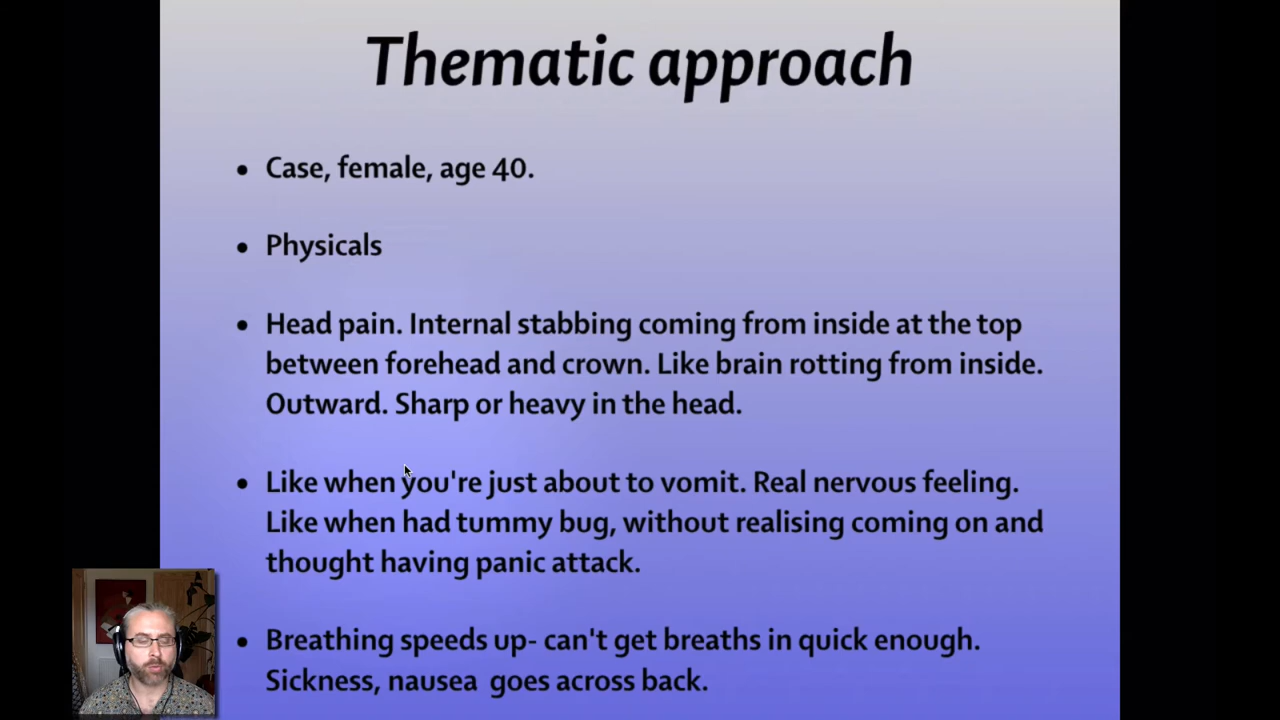 Thematic approach
• Case, female, age 40.
• Physicals
• Head pain. Internal stabbing coming from inside at the top
between forehead and crown. Like brain rotting from inside.
Outward. Sharp or heavy in the head.
• Like when you're just about to vomit. Real nervous feeling.
Like when had tummy bug, without realising coming on and
thought having panic attack.
• Breathing speeds up- can't get breaths in quick enough.
Sickness, nausea  goes across back.